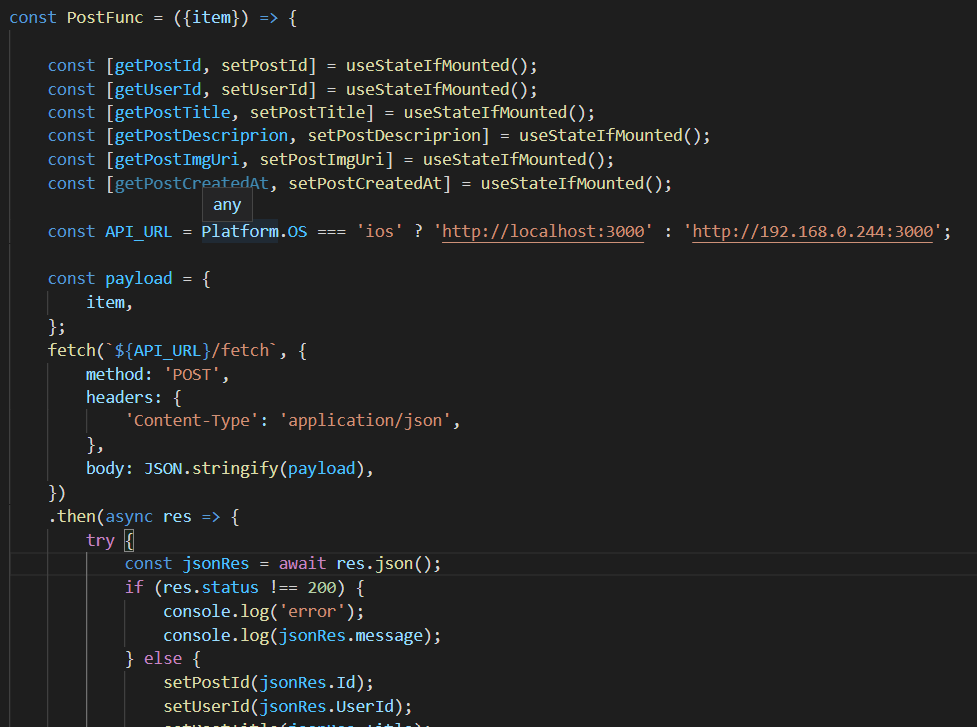 const PostFunc = ({item}) => {
const [getPostId, setPostId] = useStateIfMounted();
const [getUserId, setUserId] = useStateIfMounted();
const [getPostTitle, setPostTitle] = useStateIfMounted();
const [getPostDescriprion, setPostDescriprion] = useStateIfMounted();
const [getPostImgUri, setPostImgUri] = useStateIfMounted();
const [getPostCreatedAt, setPostCreatedAt] = useStateIfMounted();
any
const API_URL = Platform.OS === 'ios' ? 'http://localhost:3000' : 'http://192.168.0.244:3000';
const payload = {
item,
};
fetch(`${API_URL}/fetch`, {
method: 'POST',
headers: {
'Content-Type': 'application/json',
},
body: JSON.stringify(payload),
})
.then(async res => {
try {
const jsonRes = await res.json();
if (res.status !== 200) {
console.log('error');
console.log(jsonRes.message);
} else {
setPostId(jsonRes.Id);
setUserId(jsonRes.UserId);